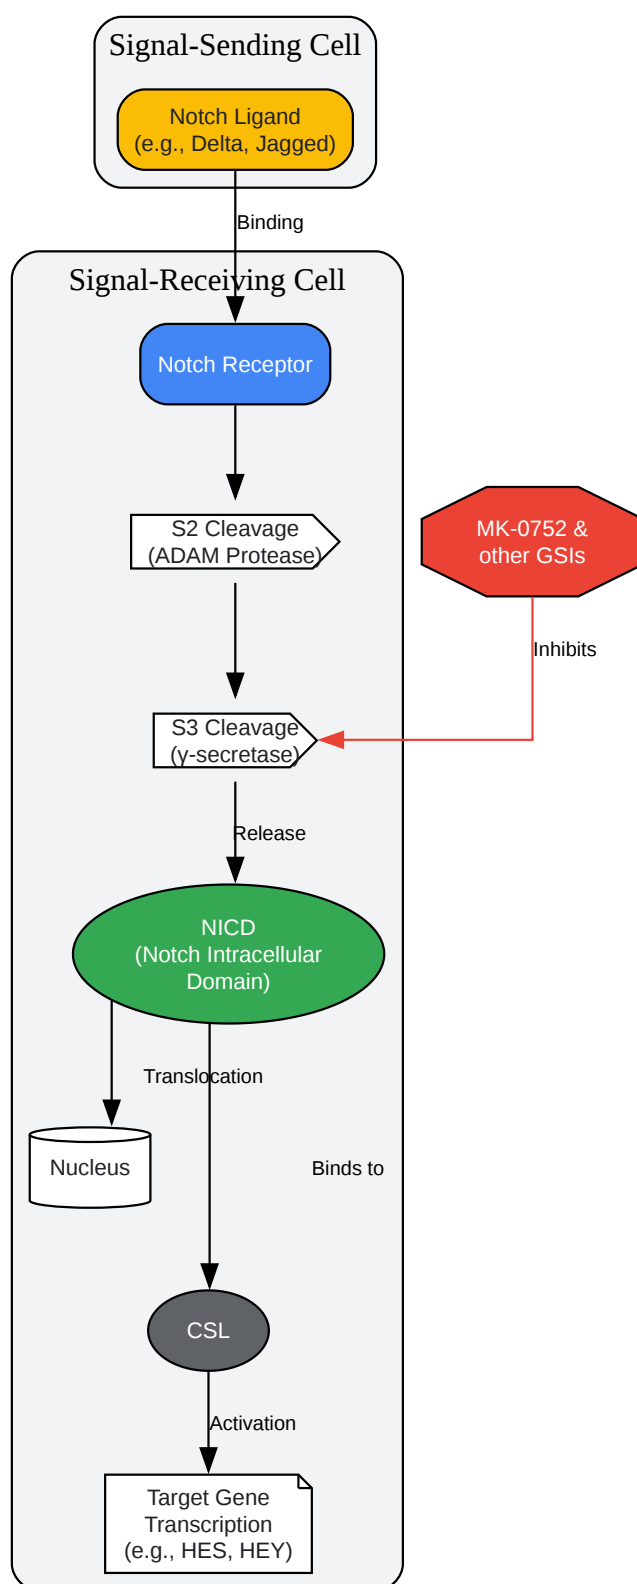 Signal-Sending Cell
Notch Ligand
(e.g., Delta, Jagged)
Binding
Signal-Receiving Cell
Notch Receptor
S2 Cleavage
(ADAM Protease)
MK-0752 &
other GSIs
Inhibits
S3 Cleavage
(γ-secretase)
Release
NICD
(Notch Intracellular
Domain)
Translocation
Nucleus
Binds to
CSL
Activation
Target Gene
Transcription
(e.g., HES, HEY)